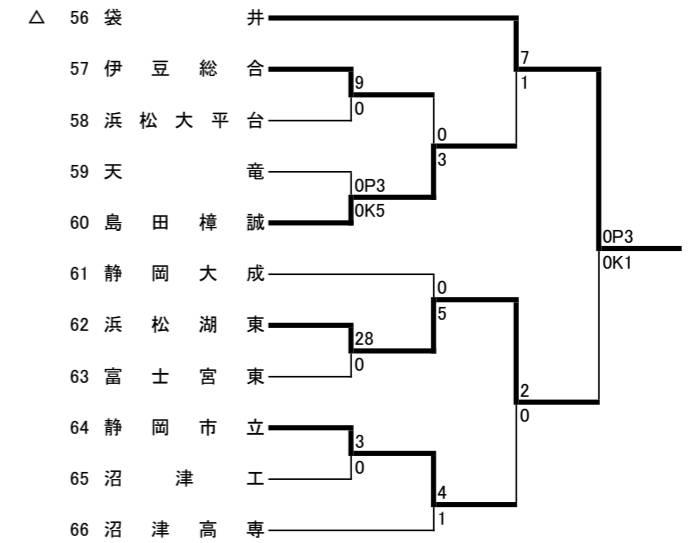 △ 56 袋井
7
57 伊豆総合
9
1
58 浜松大平台
0
0
59 天竜
3
0P3
60 島田樟誠
0K5
0P3
0K1
61 静岡大成
0
5
62 浜松湖東
28
63 富士宮東
0
2
0
64 静岡市立
3
65 沼津工
0
4
66 沼津高専
1